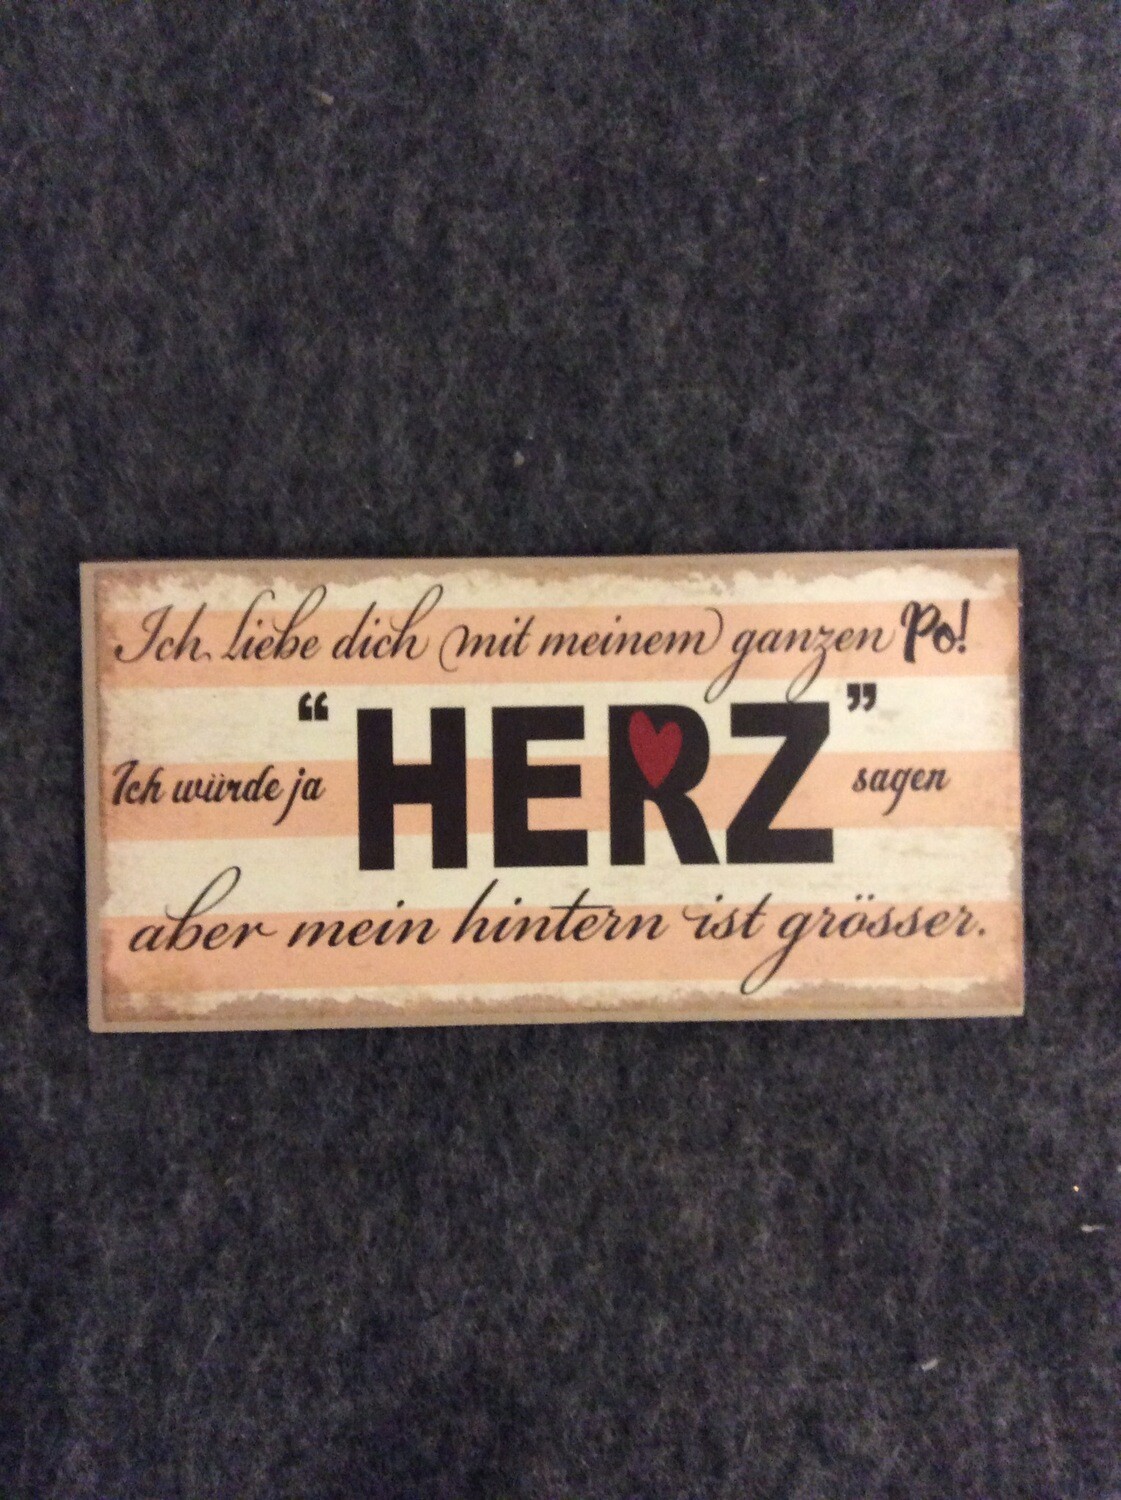 Ich liebe dich mit meinem ganzen Po!
Ich würde ja “HERZ” sagen
aber mein hintern ist grösser.